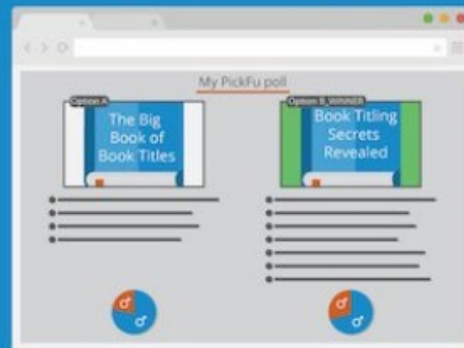 My PickFu poll
Option A
The Big
Book of
Book Titles
Option B_WINNER
Book Titling
Secrets
Revealed